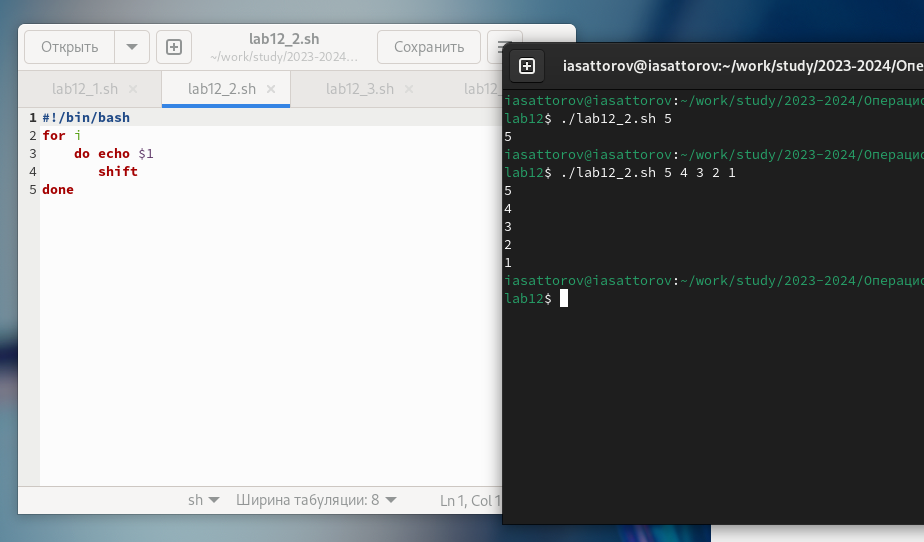 Открыть
lab12_2.sh
~/work/study/2023-2024…
Сохранить
lab12_1.sh ×
lab12_2.sh ×
lab12_3.sh ×
lab12_
1 #!/bin/bash
2 for i
3     do echo $1
4        shift
5 done
sh
Ширина табуляции: 8
Ln 1, Col 1
iasattorov@iasattorov:~/work/study/2023-2024/Опе
iasattorov@iasattorov:~/work/study/2023-2024/Операцио
lab12$ ./lab12_2.sh 5
5
iasattorov@iasattorov:~/work/study/2023-2024/Операцио
lab12$ ./lab12_2.sh 5 4 3 2 1
5
4
3
2
1
iasattorov@iasattorov:~/work/study/2023-2024/Операцио
lab12$